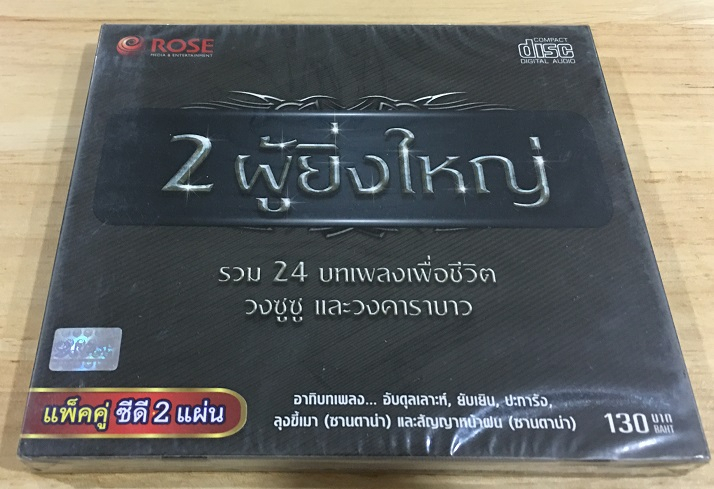 ROSE
MEDIA & ENTERTAINMENT
COMPACT
disc
DIGITAL AUDIO
2 ผู้ยิ่งใหญ่
รวม 24 บทเพลงเพื่อชีวิต
วงซูซู และวงคาราบาว
แพ็คคู่ ซีดี 2 แผ่น
อาทิบทเพลง... อับดุลเลาะห์, ยับเยิน, ปะการัง,
ลุงขี้เมา (ซานตาน่า) และสัญญาหน้าฝน (ซานตาน่า)
130 บาท
BAHT